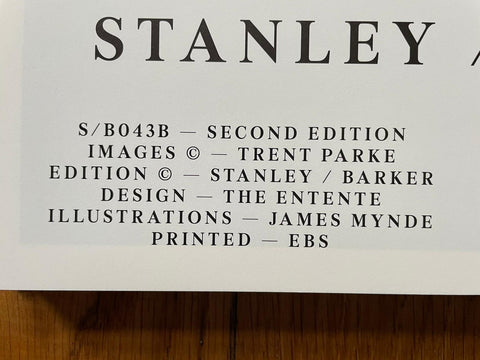 STANLEY /
S/B043B — SECOND EDITION
IMAGES © — TRENT PARKE
EDITION © — STANLEY / BARKER
DESIGN — THE ENTENTE
ILLUSTRATIONS — JAMES MYNDE
PRINTED — EBS